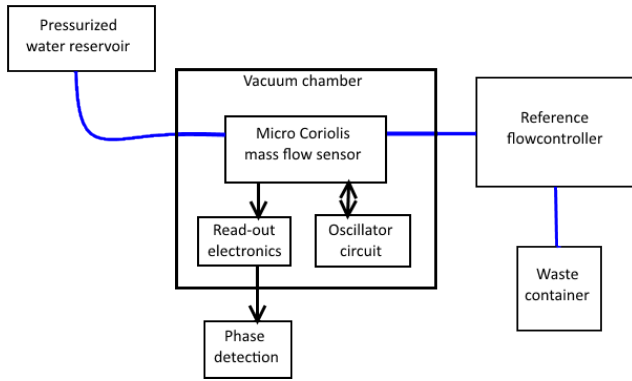 Pressurized
water reservoir
Vacuum chamber
Micro Coriolis
mass flow sensor
Reference
flowcontroller
Read-out
electronics
Oscillator
circuit
Waste
container
Phase
detection